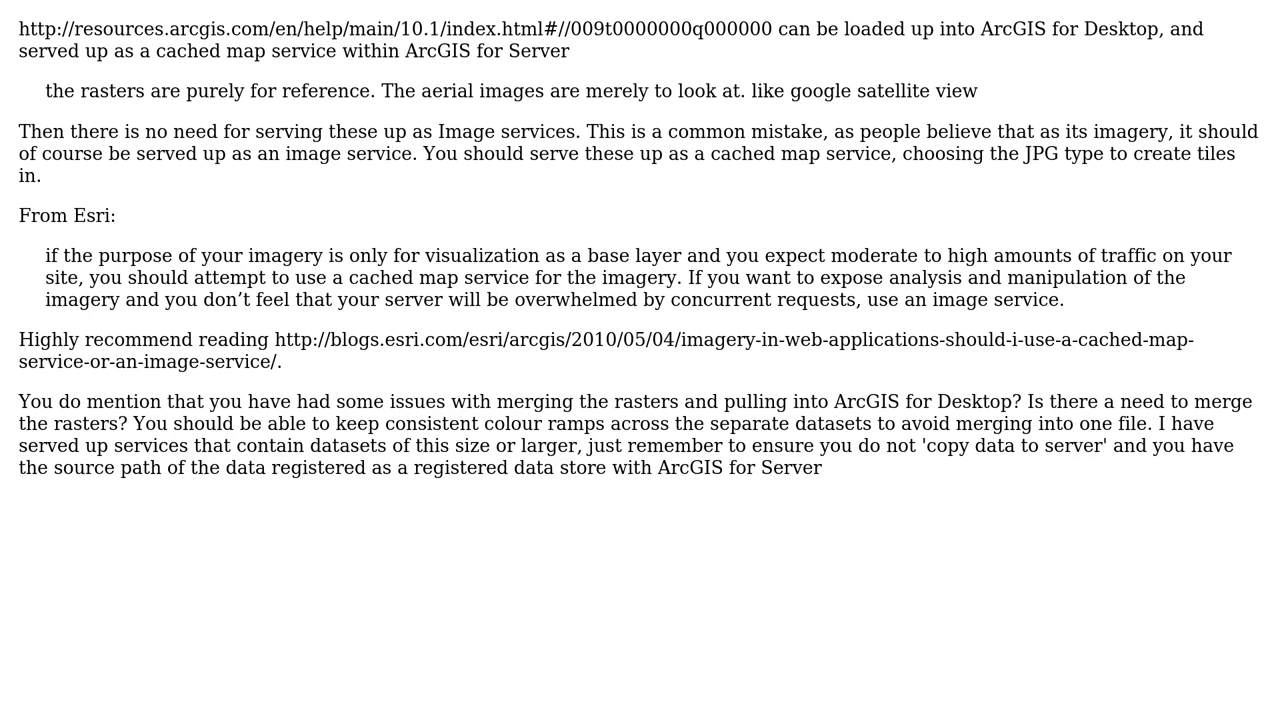 http://resources.arcgis.com/en/help/main/10.1/index.html#//009t0000000q000000 can be loaded up into ArcGIS for Desktop, and
served up as a cached map service within ArcGIS for Server
the rasters are purely for reference. The aerial images are merely to look at. like google satellite view
Then there is no need for serving these up as Image services. This is a common mistake, as people believe that as its imagery, it should
of course be served up as an image service. You should serve these up as a cached map service, choosing the JPG type to create tiles
in.
From Esri:
if the purpose of your imagery is only for visualization as a base layer and you expect moderate to high amounts of traffic on your
site, you should attempt to use a cached map service for the imagery. If you want to expose analysis and manipulation of the
imagery and you don’t feel that your server will be overwhelmed by concurrent requests, use an image service.
Highly recommend reading http://blogs.esri.com/esri/arcgis/2010/05/04/imagery-in-web-applications-should-i-use-a-cached-map-
service-or-an-image-service/.
You do mention that you have had some issues with merging the rasters and pulling into ArcGIS for Desktop? Is there a need to merge
the rasters? You should be able to keep consistent colour ramps across the separate datasets to avoid merging into one file. I have
served up services that contain datasets of this size or larger, just remember to ensure you do not 'copy data to server' and you have
the source path of the data registered as a registered data store with ArcGIS for Server